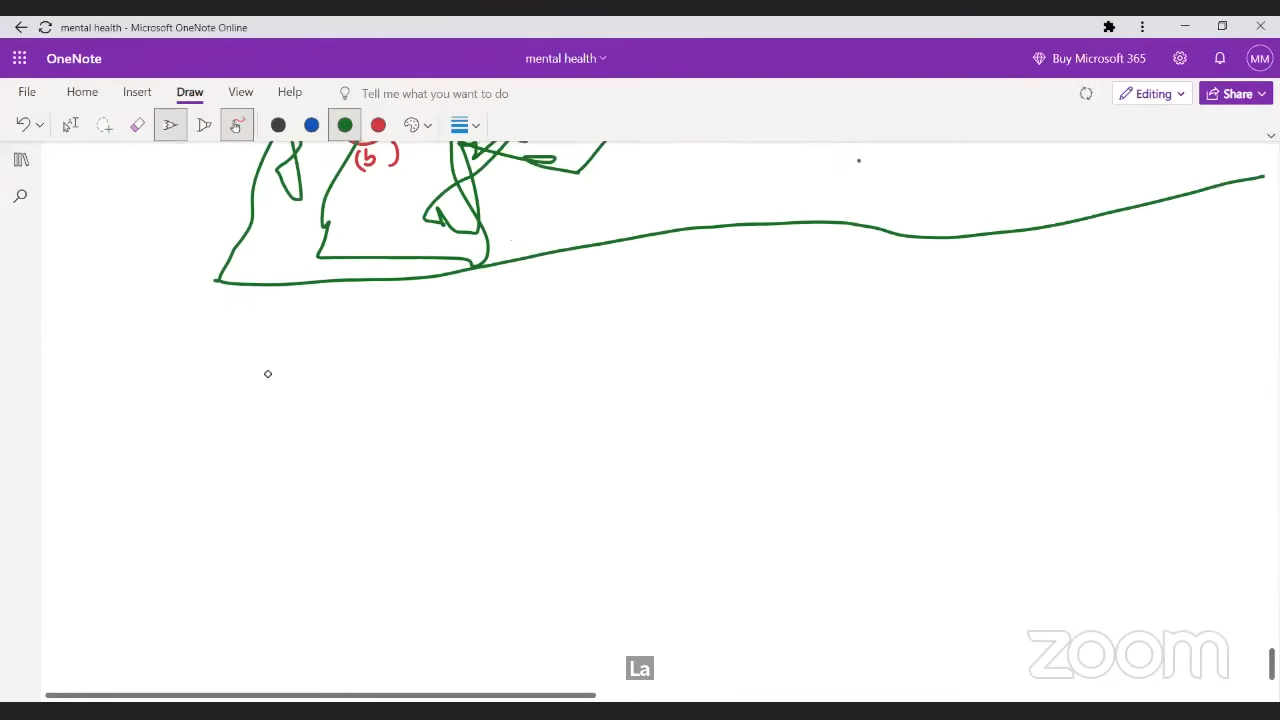 mental health - Microsoft OneNote Online
OneNote
mental health
Buy Microsoft 365
MM
File Home Insert Draw View Help Tell me what you want to do
Editing
Share
(b)
zoom
La